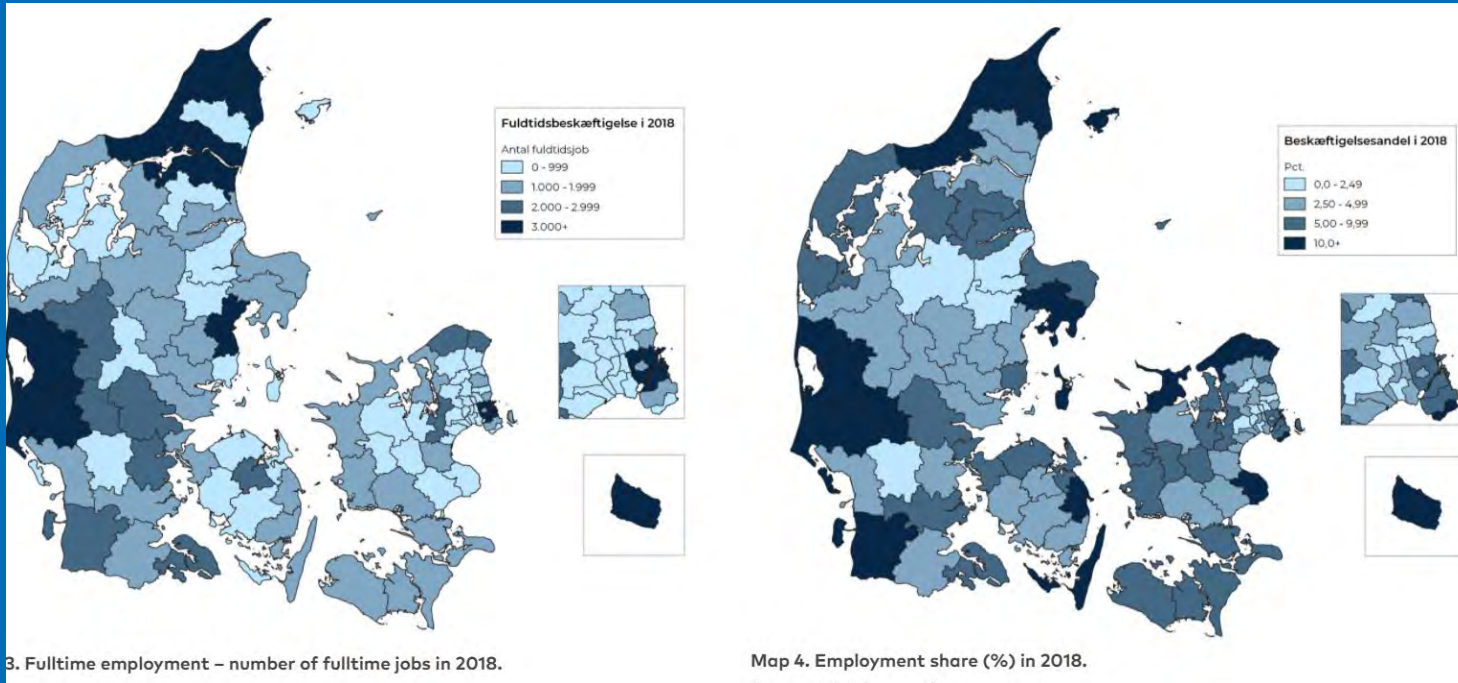 Fuldtidsbeskæftigelse i 2018
Antal fuldtidsjob
0 - 999
1.000 - 1.999
2.000 - 2.999
3.000+
Beskæftigelsesandel i 2018
Pct.
0,0 - 2,49
2,50 - 4,99
5,00 - 9,99
10,0+
3. Fulltime employment – number of fulltime jobs in 2018.
Map 4. Employment share (%) in 2018.